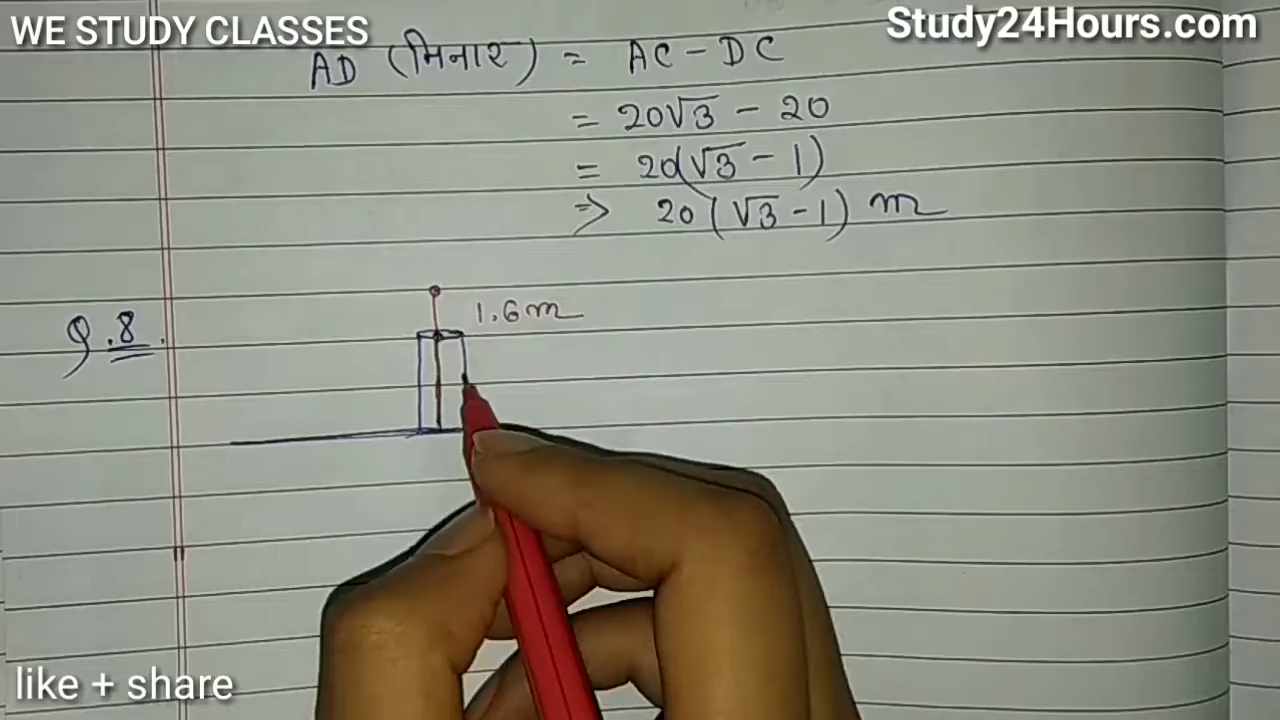 WE STUDY CLASSES
Study24Hours.com
AD (मिनार) = AC - DC
= 20√3 - 20
= 20(√3 - 1)
⇒ 20 (√3 - 1) m
1.6m
Q.8.
like + share